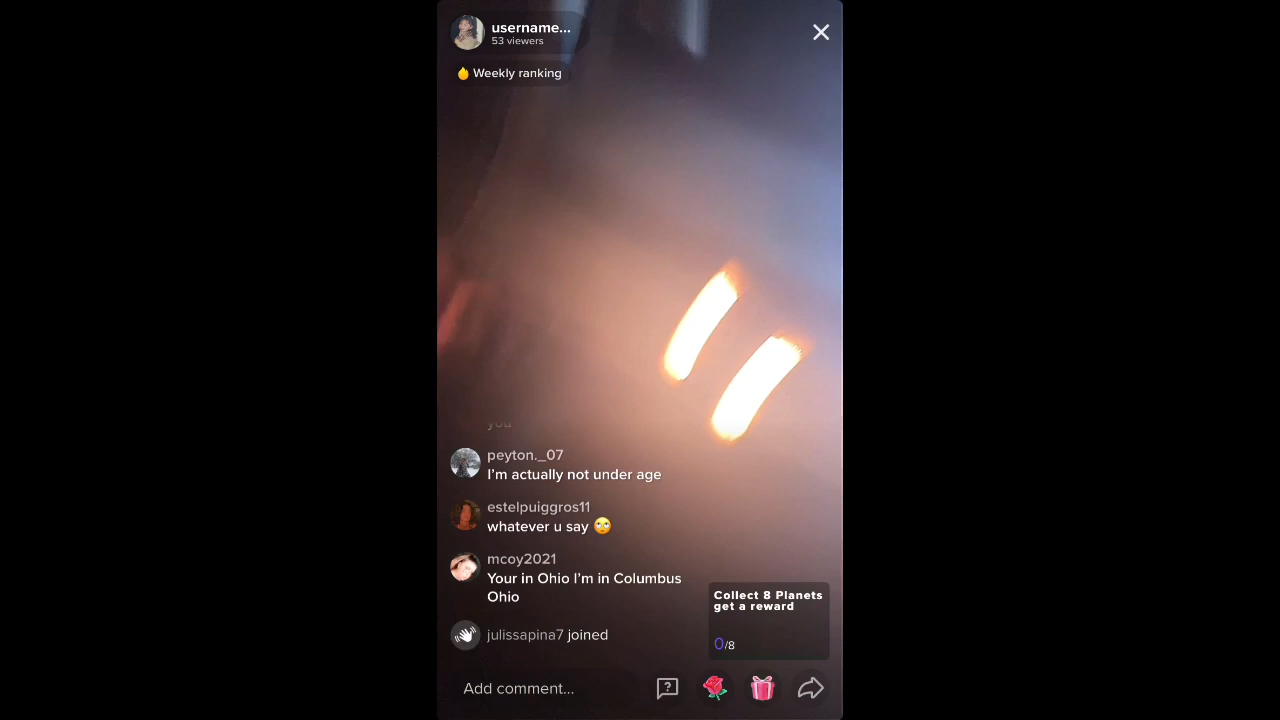 username...
53 viewers
Weekly ranking
you
peyton._07
I'm actually not under age
estelpuiggros11
whatever u say
mcoy2021
Your in Ohio I'm in Columbus
Ohio
julissapina7 joined
Collect 8 Planets
get a reward
0/8
Add comment...